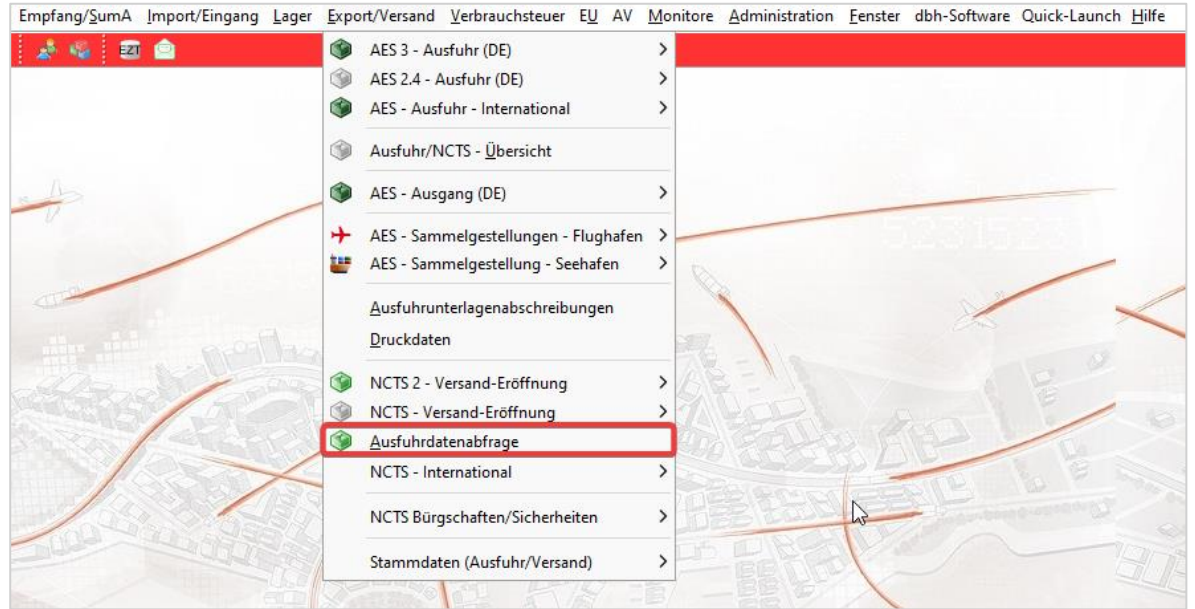 Empfang/SumA Import/Eingang Lager Export/Versand Verbrauchsteuer EU AV Monitore Administration Fenster dbh-Software Quick-Launch Hilfe
EZT
AES 3 - Ausfuhr (DE)
AES 2.4 - Ausfuhr (DE)
AES - Ausfuhr - International
Ausfuhr/NCTS - Übersicht
AES - Ausgang (DE)
AES - Sammelgestellungen - Flughafen
AES - Sammelgestellung - Seehafen
Ausfuhrunterlagenabschreibungen
Druckdaten
NCTS 2 - Versand-Eröffnung
NCTS - Versand-Eröffnung
Ausfuhrdatenabfrage
NCTS - International
NCTS Bürgschaften/Sicherheiten
Stammdaten (Ausfuhr/Versand)